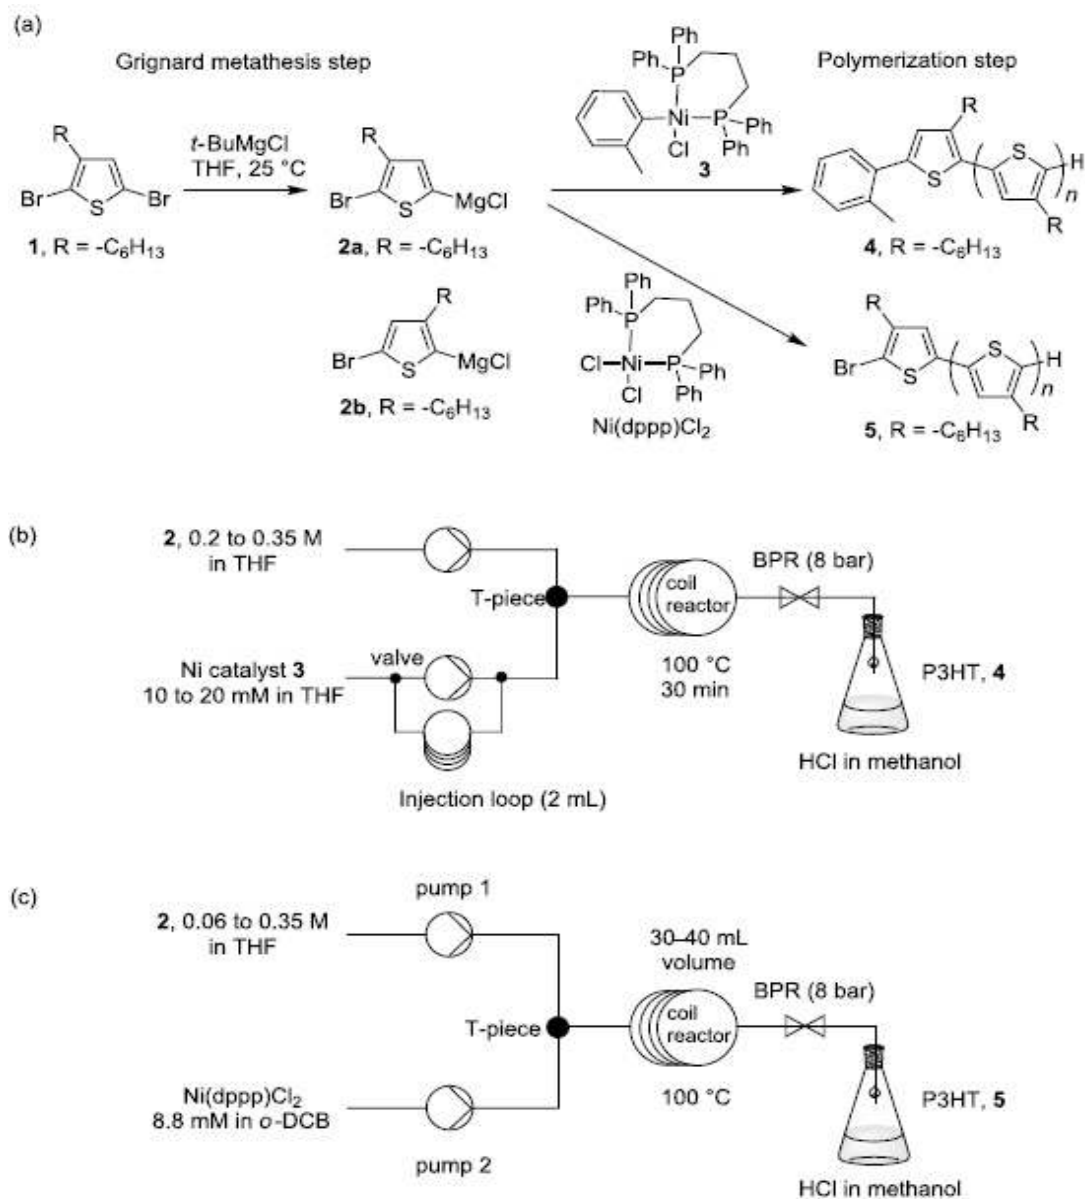 (a)
Grignard metathesis step
Polymerization step
R
Br
S
Br
1, R = -C₆H₁₃
t-BuMgCl
THF, 25 °C
R
Br
S
MgCl
2a, R = -C₆H₁₃
R
Br
S
MgCl
2b, R = -C₆H₁₃
Ph
Ph
P
Ni
P
Ph
Cl
Ph
3
R
S
S
H
n
R
4, R = -C₆H₁₃
Ph
Ph
P
Cl
Ni
P
Ph
Cl
Ph
Ni(dppp)Cl₂
R
Br
S
S
H
n
R
5, R = -C₆H₁₃
(b)
2, 0.2 to 0.35 M
in THF
T-piece
valve
Ni catalyst 3
10 to 20 mM in THF
Injection loop (2 mL)
coil
reactor
100 °C
30 min
BPR (8 bar)
P3HT, 4
HCl in methanol
(c)
pump 1
2, 0.06 to 0.35 M
in THF
T-piece
Ni(dppp)Cl₂
8.8 mM in o-DCB
pump 2
30–40 mL
volume
coil
reactor
100 °C
BPR (8 bar)
P3HT, 5
HCl in methanol